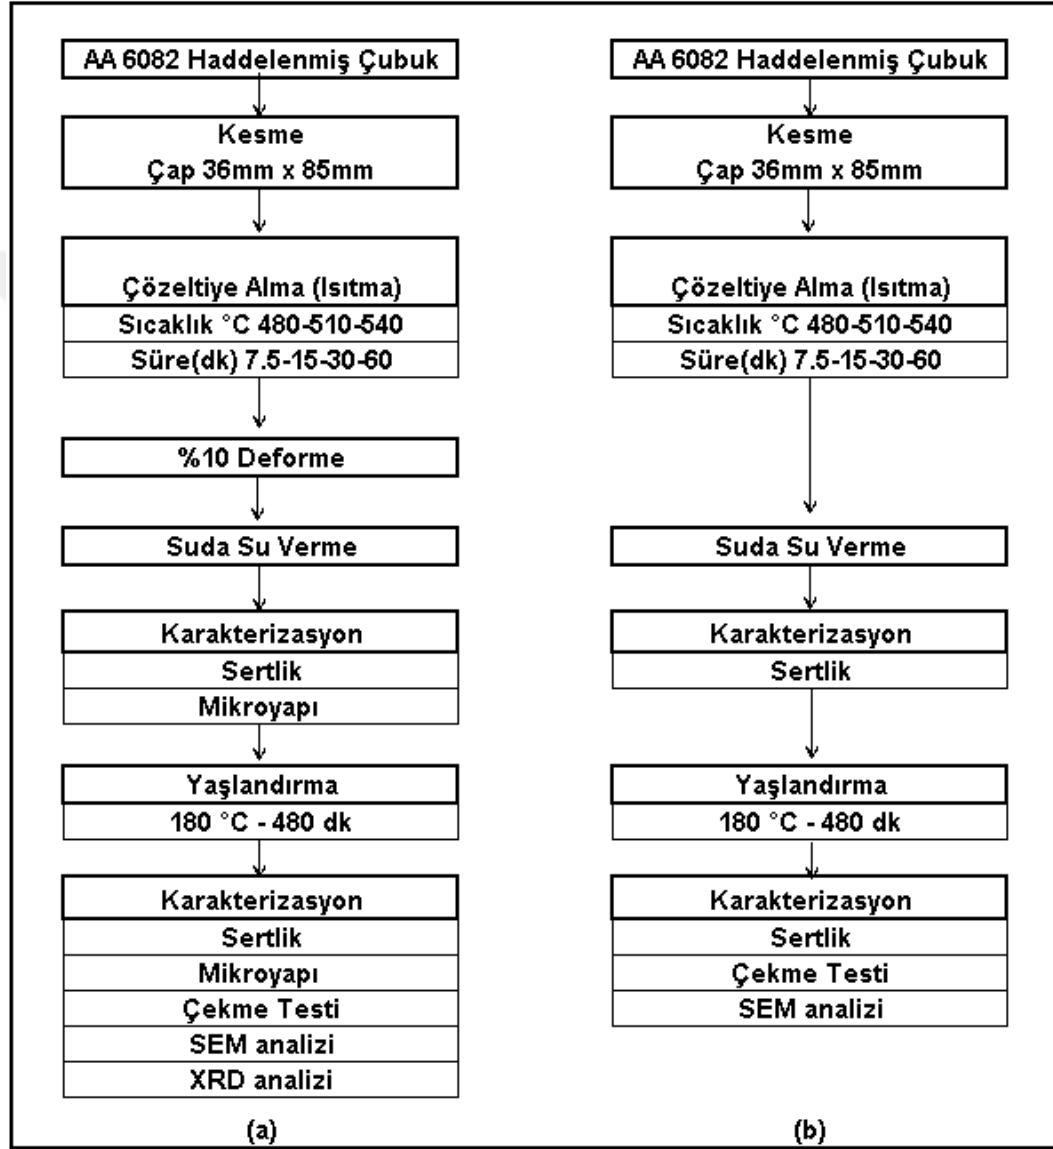 AA 6082 Haddelenmiş Çubuk
Kesme
Çap 36mm x 85mm
Çözeltiye Alma (Isıtma)
Sıcaklık °C 480-510-540
Süre(dk) 7.5-15-30-60
%10 Deforme
Suda Su Verme
Karakterizasyon
Sertlik
Mikroyapı
Yaşlandırma
180 °C - 480 dk
Karakterizasyon
Sertlik
Mikroyapı
Çekme Testi
SEM analizi
XRD analizi
(a)
AA 6082 Haddelenmiş Çubuk
Kesme
Çap 36mm x 85mm
Çözeltiye Alma (Isıtma)
Sıcaklık °C 480-510-540
Süre(dk) 7.5-15-30-60
Suda Su Verme
Karakterizasyon
Sertlik
Yaşlandırma
180 °C - 480 dk
Karakterizasyon
Sertlik
Çekme Testi
SEM analizi
(b)